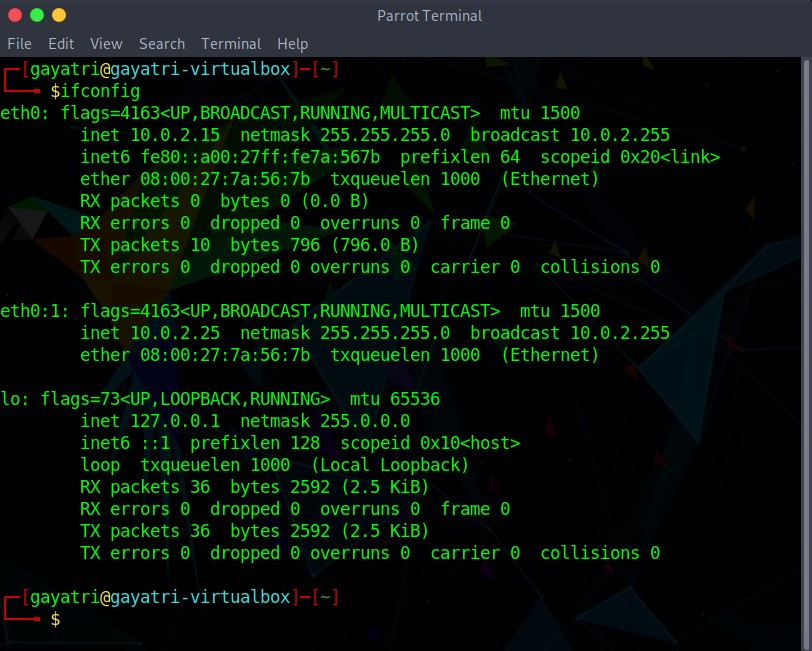 Parrot Terminal
File Edit View Search Terminal Help
┌─[gayatri@gayatri-virtualbox]─[~]
└──╼ $ifconfig
eth0: flags=4163<UP,BROADCAST,RUNNING,MULTICAST>  mtu 1500
        inet 10.0.2.15  netmask 255.255.255.0  broadcast 10.0.2.255
        inet6 fe80::a00:27ff:fe7a:567b  prefixlen 64  scopeid 0x20<link>
        ether 08:00:27:7a:56:7b  txqueuelen 1000  (Ethernet)
        RX packets 0  bytes 0 (0.0 B)
        RX errors 0  dropped 0  overruns 0  frame 0
        TX packets 10  bytes 796 (796.0 B)
        TX errors 0  dropped 0 overruns 0  carrier 0  collisions 0

eth0:1: flags=4163<UP,BROADCAST,RUNNING,MULTICAST>  mtu 1500
        inet 10.0.2.25  netmask 255.255.255.0  broadcast 10.0.2.255
        ether 08:00:27:7a:56:7b  txqueuelen 1000  (Ethernet)

lo: flags=73<UP,LOOPBACK,RUNNING>  mtu 65536
        inet 127.0.0.1  netmask 255.0.0.0
        inet6 ::1  prefixlen 128  scopeid 0x10<host>
        loop  txqueuelen 1000  (Local Loopback)
        RX packets 36  bytes 2592 (2.5 KiB)
        RX errors 0  dropped 0  overruns 0  frame 0
        TX packets 36  bytes 2592 (2.5 KiB)
        TX errors 0  dropped 0 overruns 0  carrier 0  collisions 0

┌─[gayatri@gayatri-virtualbox]─[~]
└──╼ $